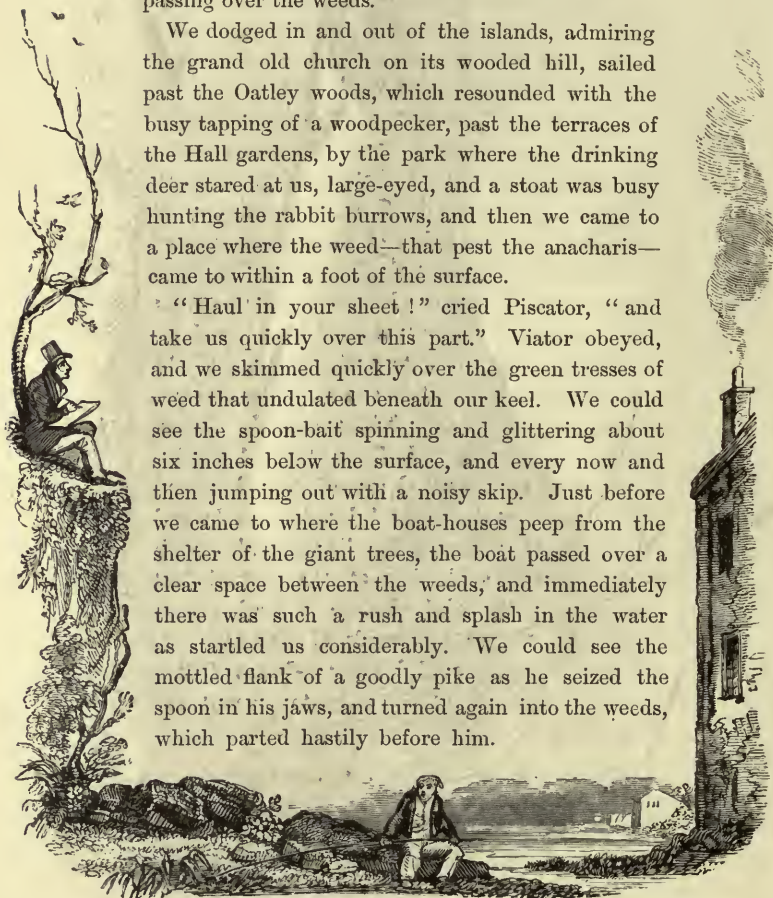 passing over the weeds.
We dodged in and out of the islands, admiring
the grand old church on its wooded hill, sailed
past the Oatley woods, which resounded with the
busy tapping of a woodpecker, past the terraces of
the Hall gardens, by the park where the drinking
deer stared at us, large-eyed, and a stoat was busy
hunting the rabbit burrows, and then we came to
a place where the weed—that pest the anacharis—
came to within a foot of the surface.
“Haul in your sheet!” cried Piscator, “and
take us quickly over this part.” Viator obeyed,
and we skimmed quickly over the green tresses of
weed that undulated beneath our keel. We could
see the spoon-bait spinning and glittering about
six inches below the surface, and every now and
then jumping out with a noisy skip. Just before
we came to where the boat-houses peep from the
shelter of the giant trees, the boat passed over a
clear space between the weeds, and immediately
there was such a rush and splash in the water
as startled us considerably. We could see the
mottled flank of a goodly pike as he seized the
spoon in his jaws, and turned again into the weeds,
which parted hastily before him.